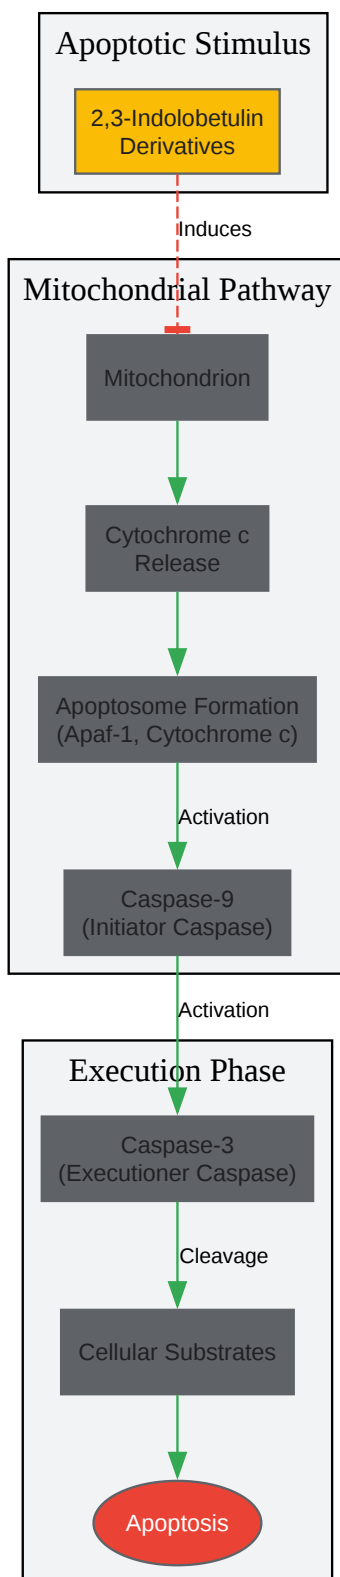 Apoptotic Stimulus
2,3-Indolobetulin
Derivatives
Induces
Mitochondrial Pathway
Mitochondrion
Cytochrome c
Release
Apoptosome Formation
(Apaf-1, Cytochrome c)
Activation
Caspase-9
(Initiator Caspase)
Activation
Execution Phase
Caspase-3
(Executioner Caspase)
Cleavage
Cellular Substrates
Apoptosis